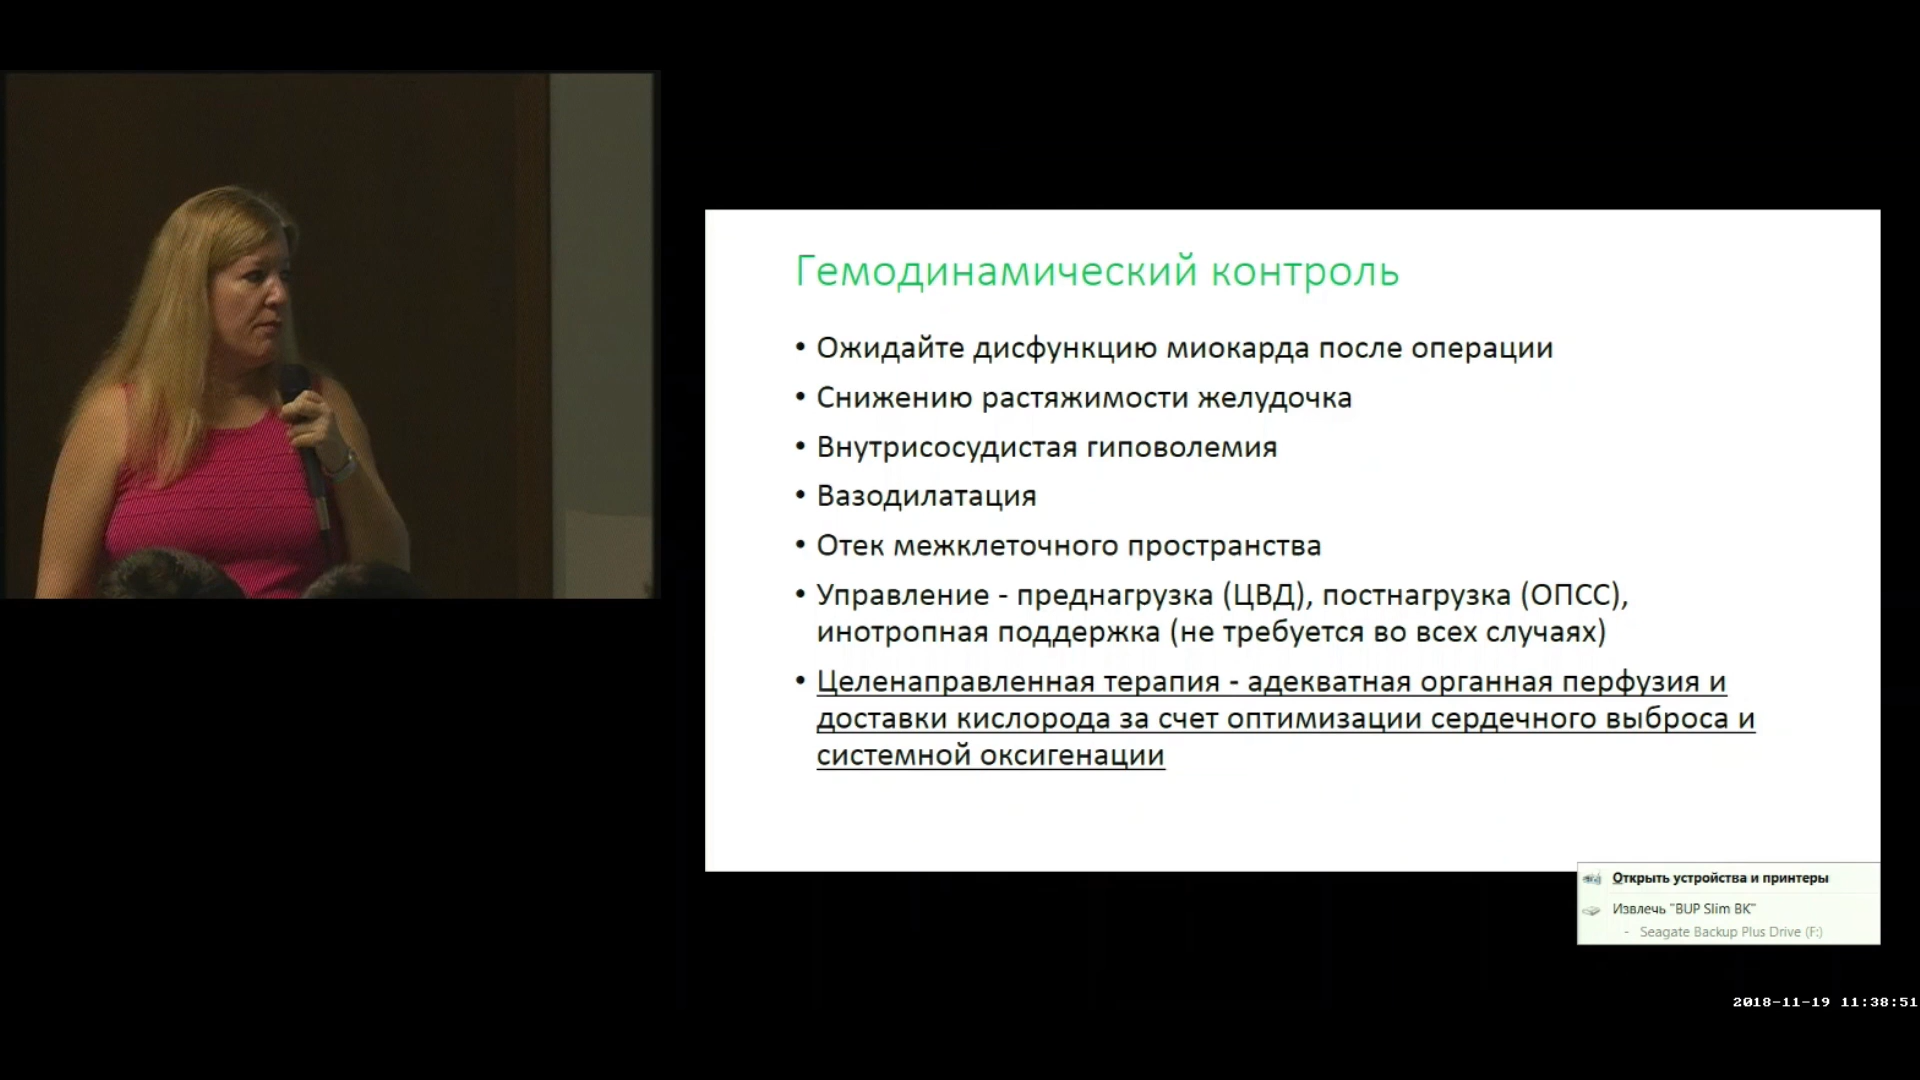 Гемодинамический контроль
• Ожидайте дисфункцию миокарда после операции
• Снижению растяжимости желудочка
• Внутрисосудистая гиповолемия
• Вазодилатация
• Отек межклеточного пространства
• Управление - преднагрузка (ЦВД), постнагрузка (ОПСС),
инотропная поддержка (не требуется во всех случаях)
• Целенаправленная терапия - адекватная органная перфузия и
доставки кислорода за счет оптимизации сердечного выброса и
системной оксигенации
Открыть устройства и принтеры
Извлечь "BUP Slim BK"
- Seagate Backup Plus Drive (F:)
2018-11-19 11:38:51